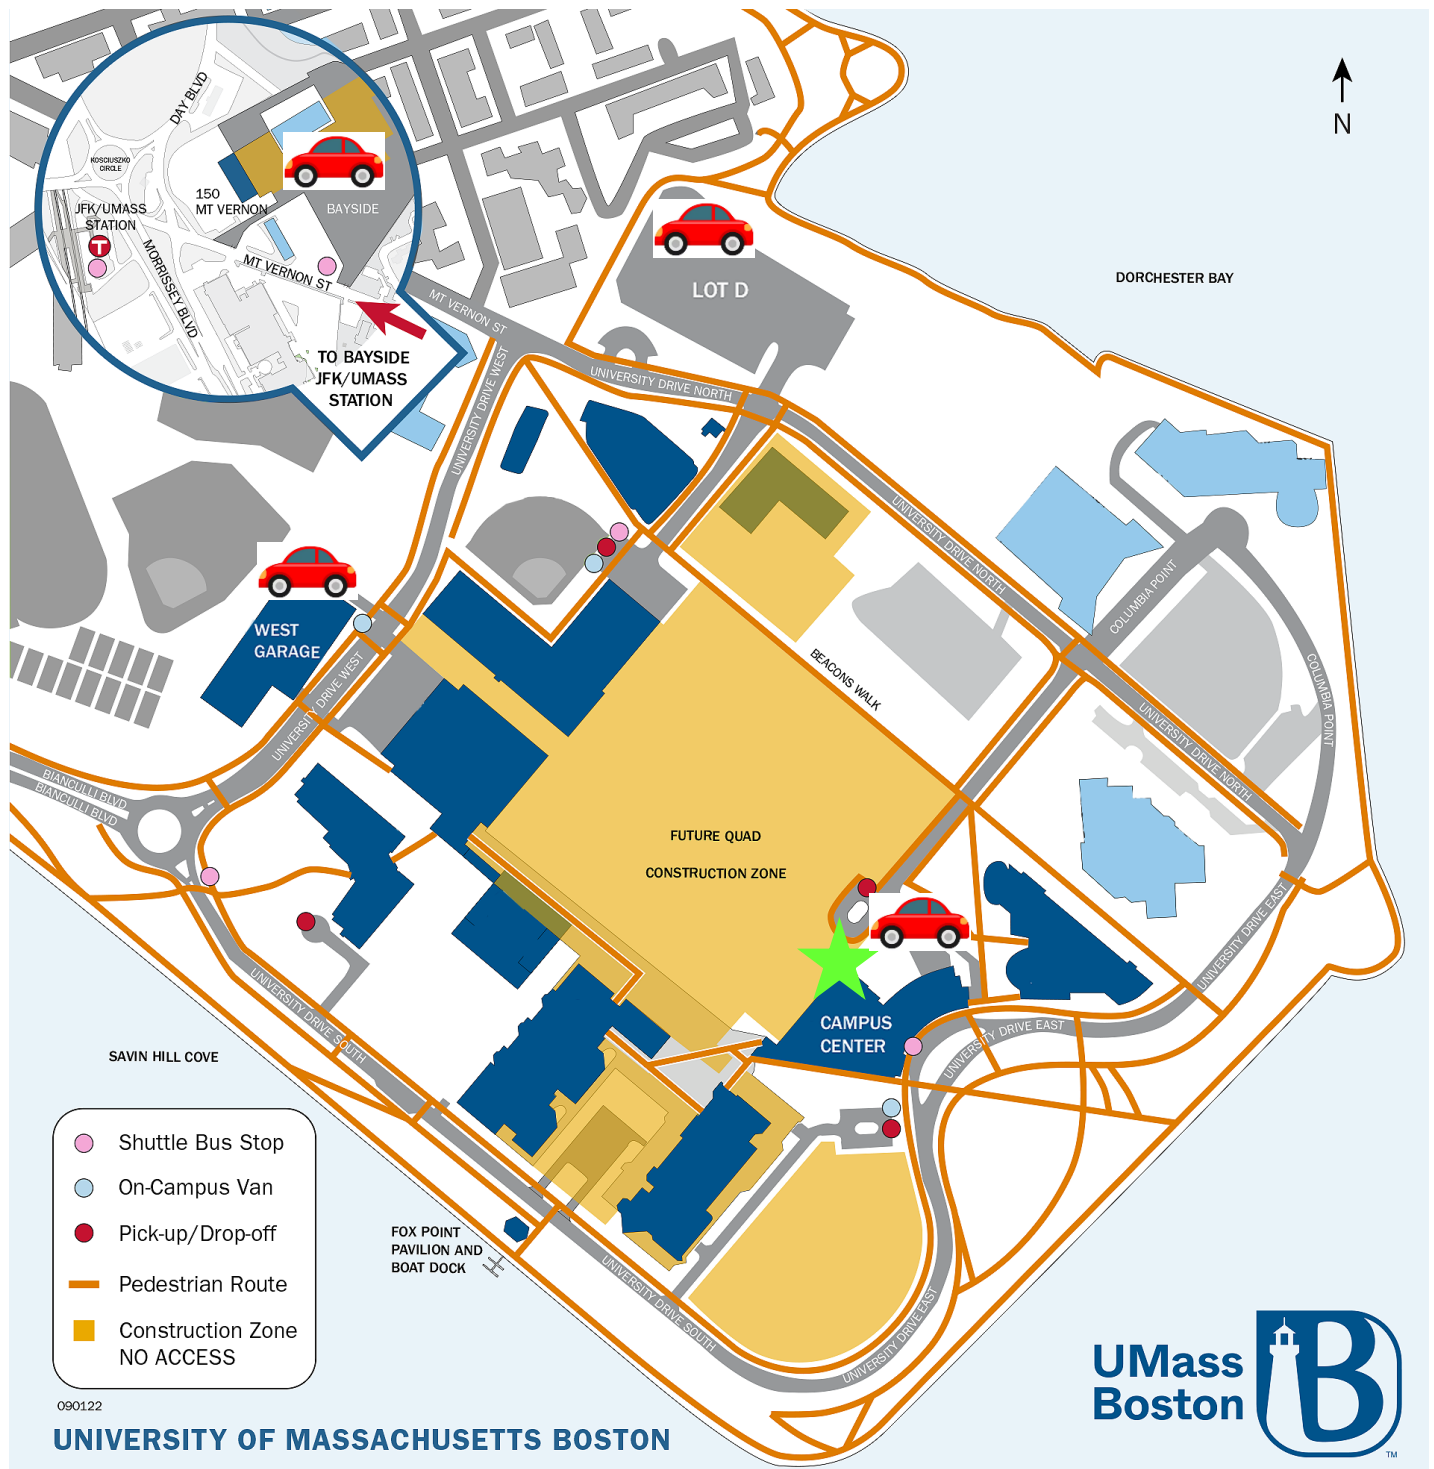 DAY BLVD
KOSCIUSZKO
CIRCLE
JFK/UMASS
STATION
T
150
MT VERNON
BAYSIDE
MT VERNON ST
MORRISSEY BLVD
TO BAYSIDE
JFK/UMASS
STATION
N
DORCHESTER BAY
LOT D
MT VERNON ST
UNIVERSITY DRIVE WEST
UNIVERSITY DRIVE NORTH
UNIVERSITY DRIVE NORTH
COLUMBIA POINT
COLUMBIA POINT
UNIVERSITY DRIVE NORTH
BEACONS WALK
WEST
GARAGE
UNIVERSITY DRIVE WEST
BIANCULLI BLVD
BIANCULLI BLVD
FUTURE QUAD
CONSTRUCTION ZONE
UNIVERSITY DRIVE EAST
CAMPUS
CENTER
UNIVERSITY DRIVE EAST
UNIVERSITY DRIVE SOUTH
SAVIN HILL COVE
FOX POINT
PAVILION AND
BOAT DOCK
UNIVERSITY DRIVE SOUTH
UNIVERSITY DRIVE EAST
Shuttle Bus Stop
On-Campus Van
Pick-up/Drop-off
Pedestrian Route
Construction Zone
NO ACCESS
090122
UNIVERSITY OF MASSACHUSETTS BOSTON
UMass
Boston
B
TM